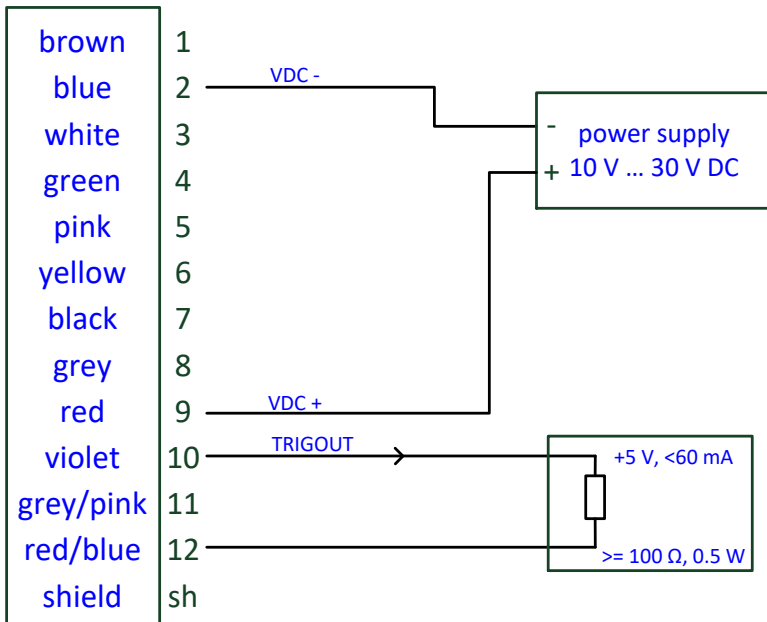 brown 1
blue 2 VDC -
white 3
green 4
pink 5
yellow 6
black 7
grey 8
red 9 VDC +
violet 10 TRIGOUT
grey/pink 11
red/blue 12
shield sh
- power supply
+ 10 V ... 30 V DC
+5 V, <60 mA
>= 100 Ω, 0.5 W